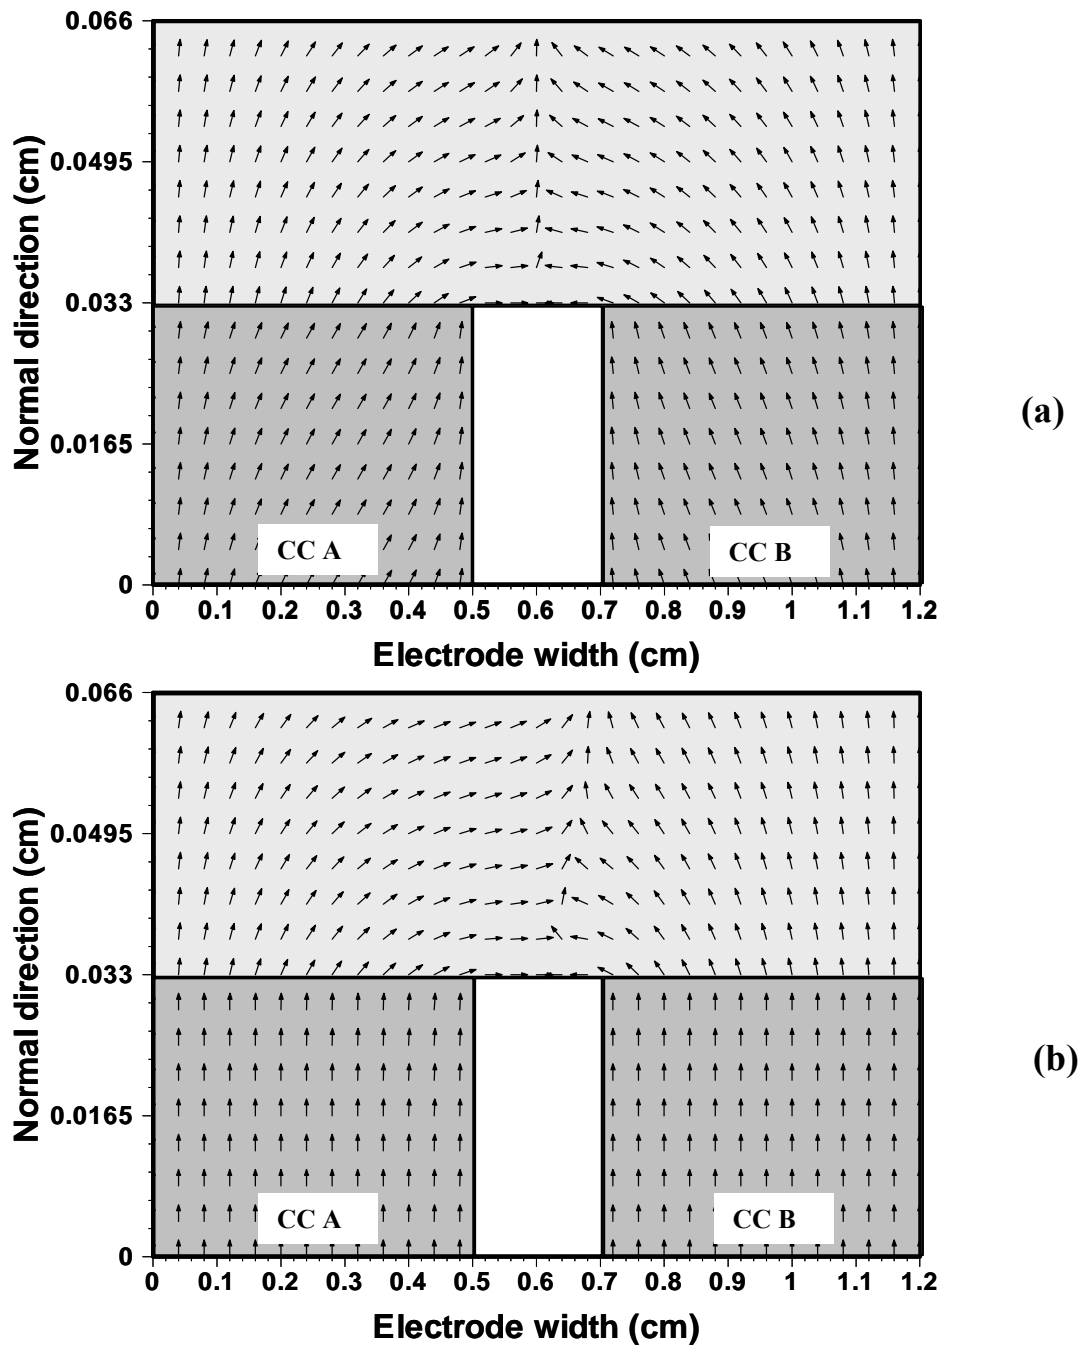 0.066
0.0495
0.033
0.0165
0
Normal direction (cm)
CC A
CC B
(a)
0 0.1 0.2 0.3 0.4 0.5 0.6 0.7 0.8 0.9 1 1.1 1.2
Electrode width (cm)
0.066
0.0495
0.033
0.0165
0
Normal direction (cm)
CC A
CC B
(b)
0 0.1 0.2 0.3 0.4 0.5 0.6 0.7 0.8 0.9 1 1.1 1.2
Electrode width (cm)